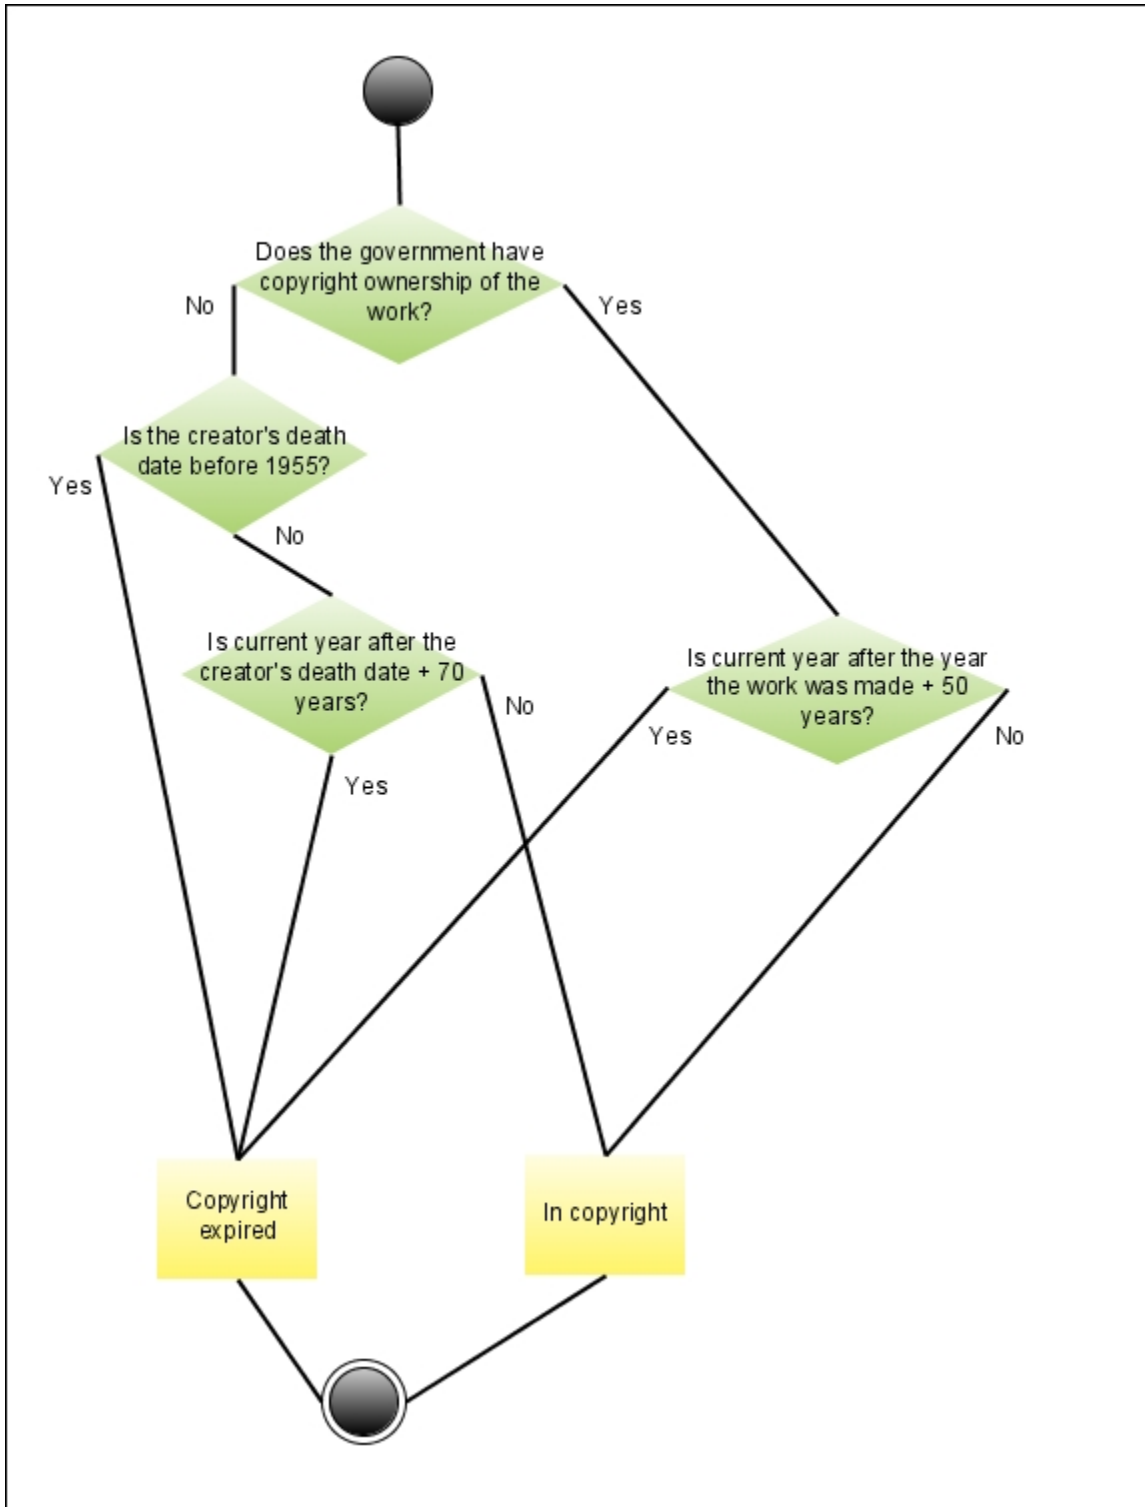 Does the government have
copyright ownership of the
work?
No
Yes
Is the creator's death
date before 1955?
Yes
No
Is current year after the
creator's death date + 70
years?
No
Yes
Is current year after the year
the work was made + 50
years?
Yes
No
Copyright
expired
In copyright